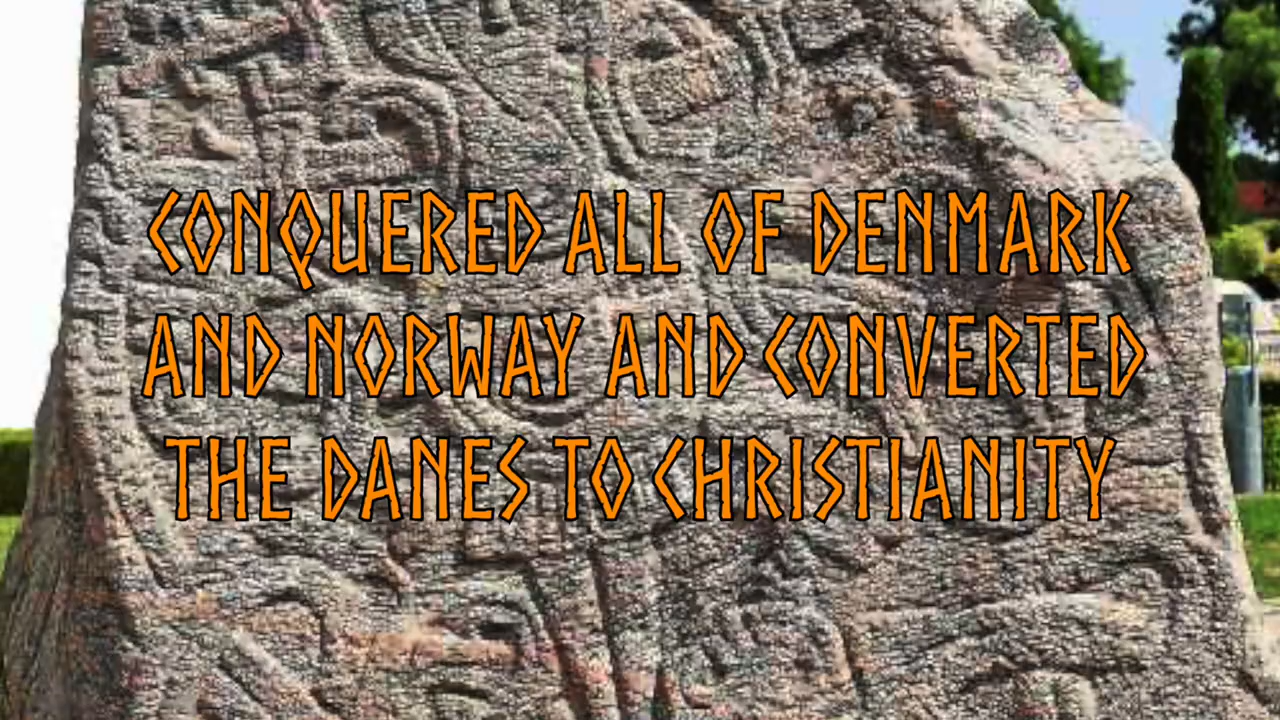 CONQUERED ALL OF DENMARK
AND NORWAY AND CONVERTED
THE DANES TO CHRISTIANITY